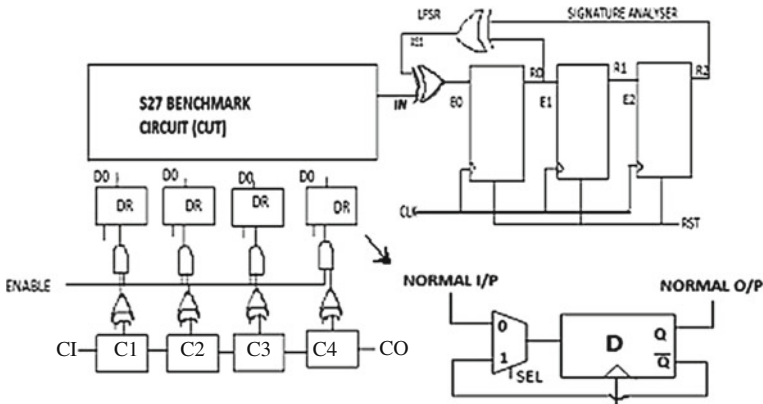 LFSR
SIGNATURE ANALYSER
S27 BENCHMARK
CIRCUIT (CUT)
IN
E0
R0
E1
R1
E2
R2
CLK
RST
D0
D0
D0
D0
DR
DR
DR
DR
ENABLE
CI
C1
C2
C3
C4
CO
NORMAL I/P
NORMAL O/P
0
1
SEL
D
Q
Q̅